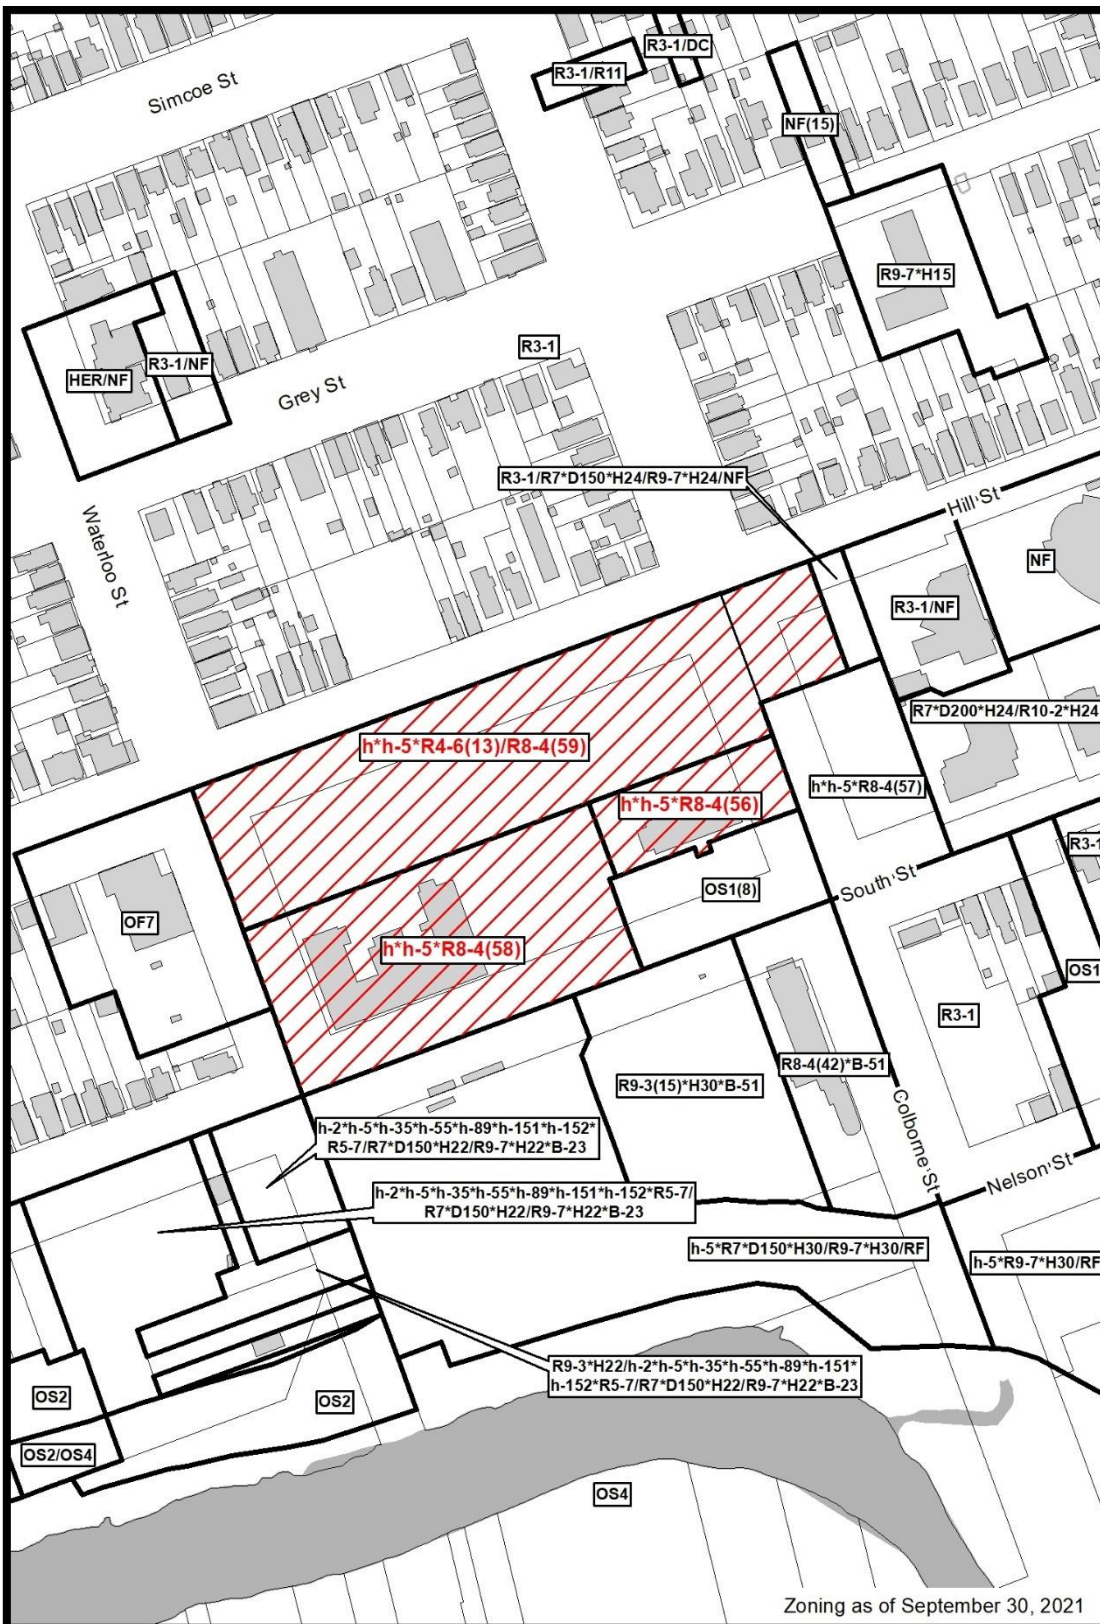 R3-1/DC
R3-1/R11
Simcoe St
NF(15)
R9-7*H15
R3-1
R3-1/NF
HER/NF
Grey St
R3-1/R7*D150*H24/R9-7*H24/NF
Hill St
Waterloo St
NF
R3-1/NF
R7*D200*H24/R10-2*H24
h*h-5*R4-6(13)/R8-4(59)
h*h-5*R8-4(57)
h*h-5*R8-4(56)
R3-1
South St
OS1(8)
OF7
h*h-5*R8-4(58)
OS1
R3-1
R8-4(42)*B-51
R9-3(15)*H30*B-51
Colborne St
h-2*h-5*h-35*h-55*h-89*h-151*h-152*
R5-7/R7*D150*H22/R9-7*H22*B-23
Nelson St
h-2*h-5*h-35*h-55*h-89*h-151*h-152*R5-7/
R7*D150*H22/R9-7*H22*B-23
h-5*R7*D150*H30/R9-7*H30/RF
h-5*R9-7*H30/RF
R9-3*H22/h-2*h-5*h-35*h-55*h-89*h-151*
h-152*R5-7/R7*D150*H22/R9-7*H22*B-23
OS2
OS2
OS2/OS4
OS4
Zoning as of September 30, 2021